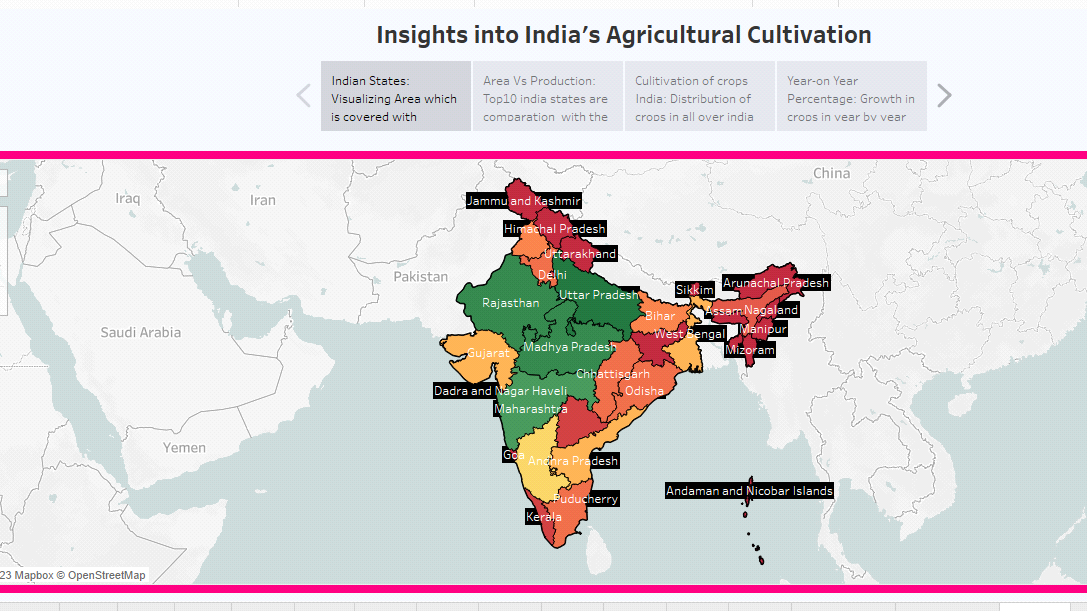 Insights into India's Agricultural Cultivation
Indian States:
Visualizing Area which
is covered with
Area Vs Production:
Top10 india states are
comparation with the
Culitivation of crops
India: Distribution of
crops in all over india
Year-on Year
Percentage: Growth in
crops in year by year
China
Iraq
Iran
Jammu and Kashmir
Himachal Pradesh
Uttarakhand
Pakistan
Delhi
Arunachal Pradesh
Sikkim
Uttar Pradesh
Rajasthan
Assam
Nagaland
Bihar
Saudi Arabia
Manipur
West Bengal
Madhya Pradesh
Mizoram
Gujarat
Chhattisgarh
Dadra and Nagar Haveli
Odisha
Maharashtra
Yemen
Goa
Andhra Pradesh
Andaman and Nicobar Islands
Puducherry
Kerala
23 Mapbox © OpenStreetMap